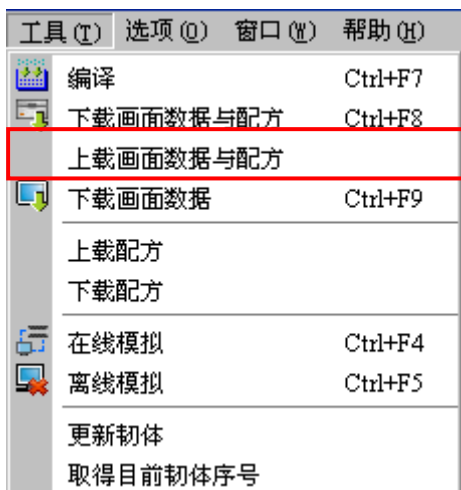 工具(T) 选项(O) 窗口(W) 帮助(H)
编译 Ctrl+F7
下载画面数据与配方 Ctrl+F8
上载画面数据与配方
下载画面数据 Ctrl+F9
上载配方
下载配方
在线模拟 Ctrl+F4
离线模拟 Ctrl+F5
更新韧体
取得目前韧体序号